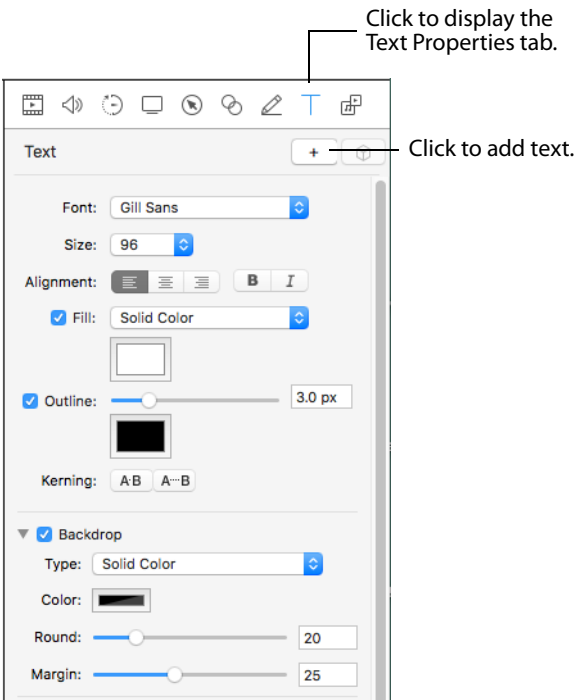 Click to display the
Text Properties tab.
T
Text
+
Click to add text.
Font: Gill Sans
Size: 96
Alignment: B I
Fill: Solid Color
Outline: 3.0 px
Kerning: A·B A┈B
Backdrop
Type: Solid Color
Color:
Round: 20
Margin: 25